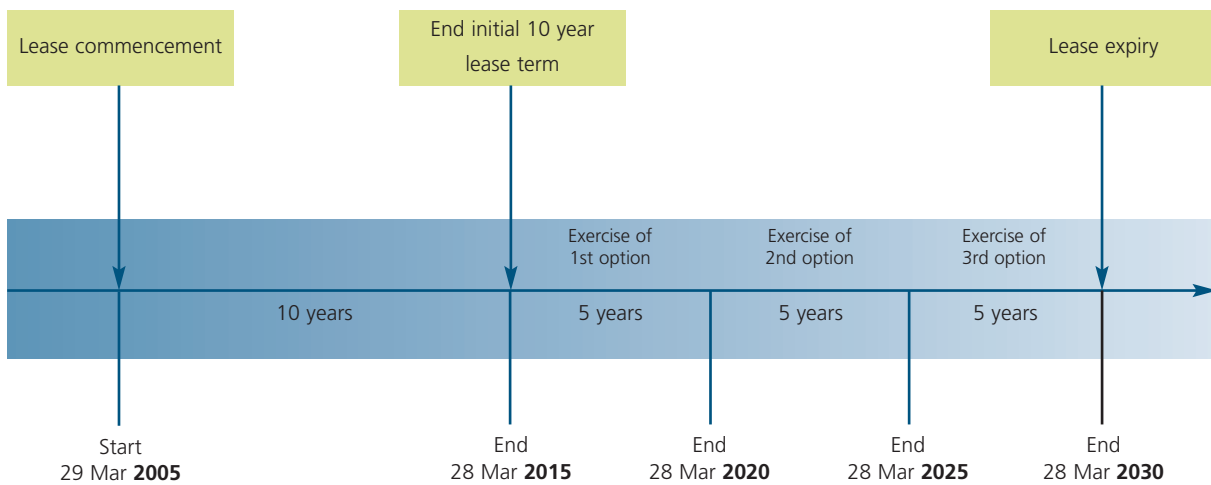 Lease commencement
End initial 10 year
lease term
Lease expiry
Exercise of
1st option
Exercise of
2nd option
Exercise of
3rd option
10 years
5 years
5 years
5 years
Start
29 Mar 2005
End
28 Mar 2015
End
28 Mar 2020
End
28 Mar 2025
End
28 Mar 2030